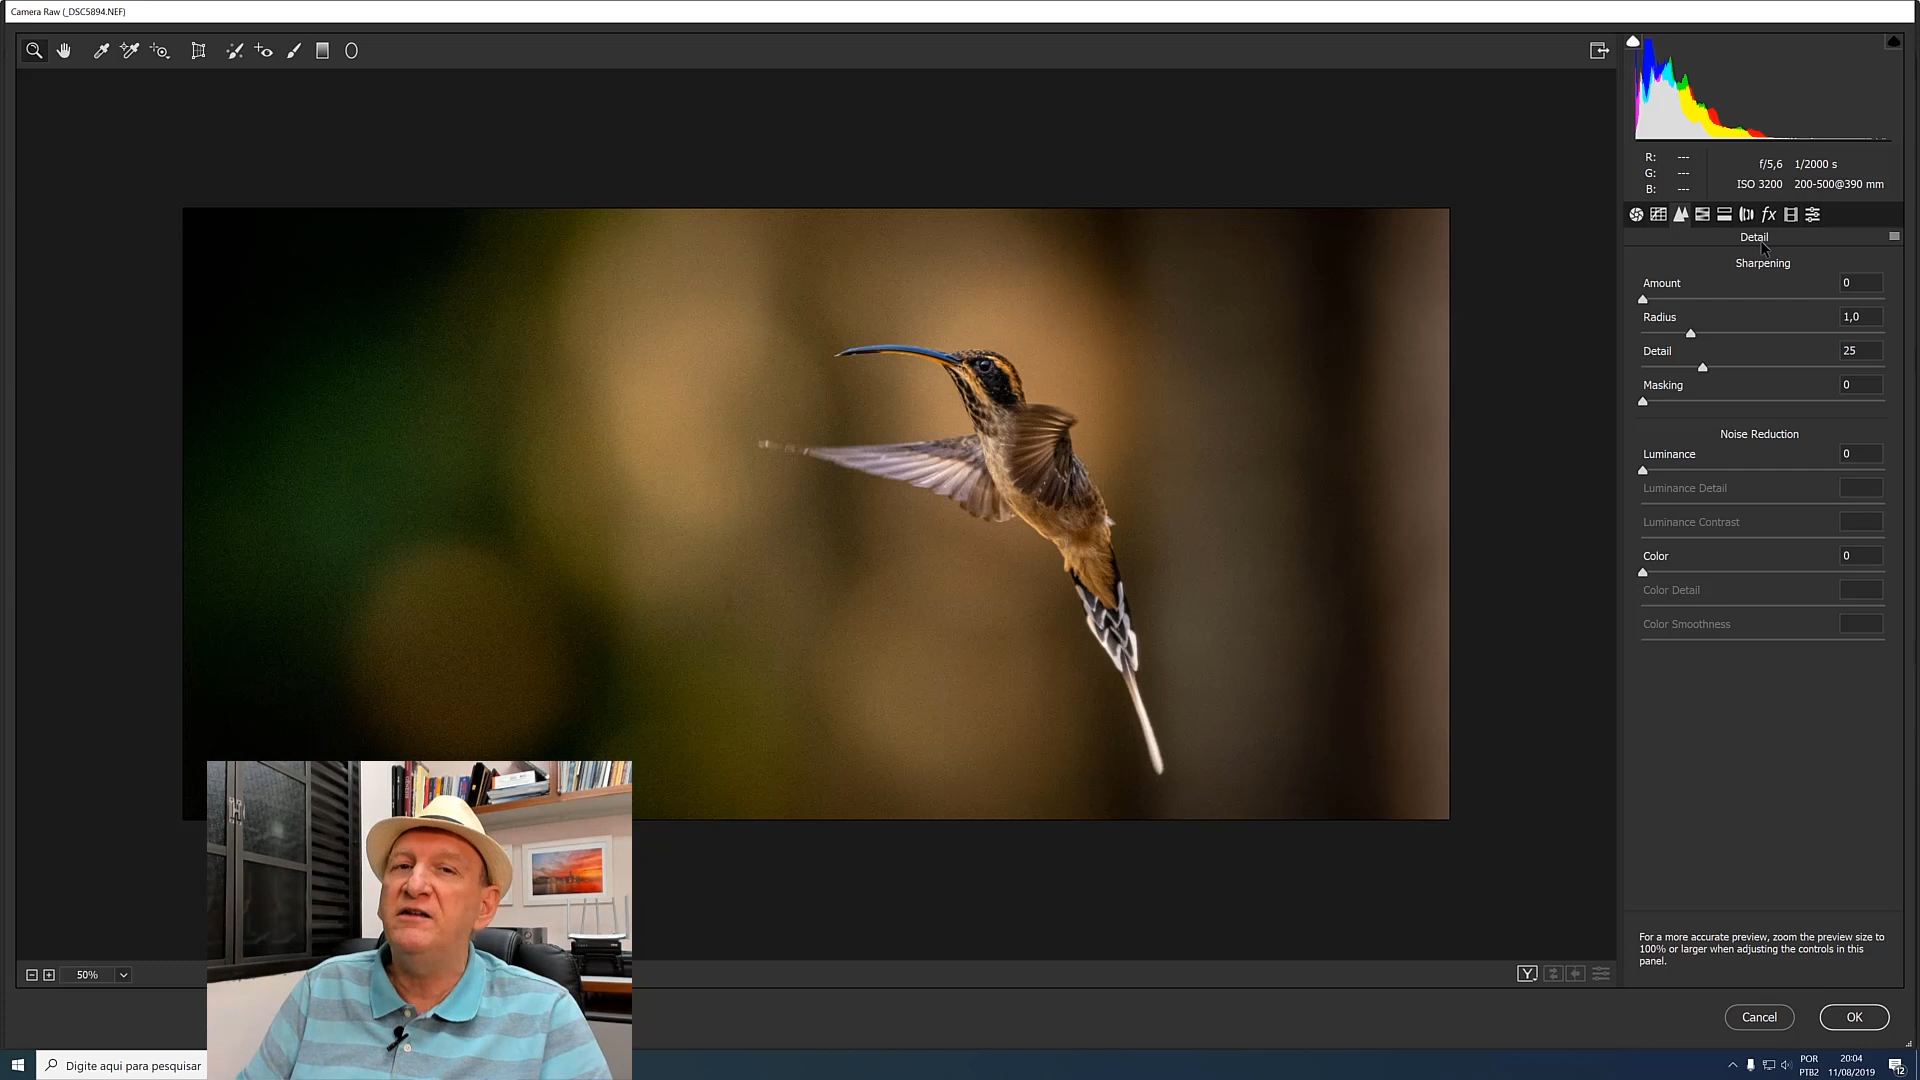 Camera Raw (_DSC5894.NEF)
R: ---
G: ---
B: ---
f/5,6 1/2000 s
ISO 3200 200-500@390 mm
fx
Detail
Sharpening
Amount 0
Radius 1,0
Detail 25
Masking 0
Noise Reduction
Luminance 0
Luminance Detail
Luminance Contrast
Color 0
Color Detail
Color Smoothness
For a more accurate preview, zoom the preview size to
100% or larger when adjusting the controls in this
panel.
50%
Y
Cancel OK
Digite aqui para pesquisar
POR
PTB2
20:04
11/08/2019
12